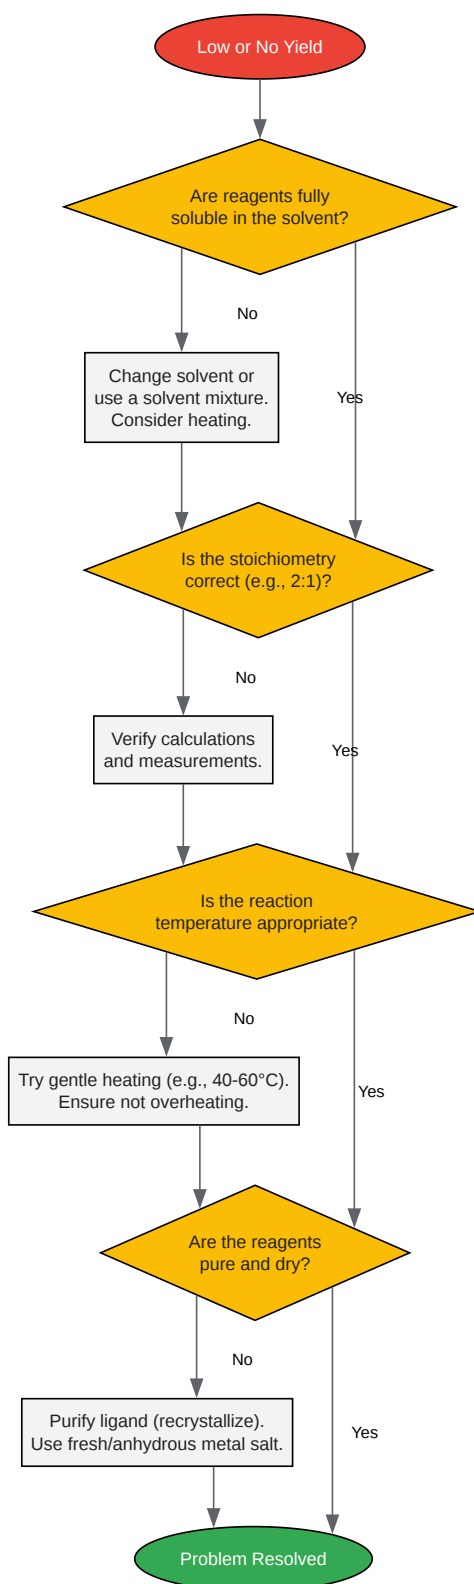 Low or No Yield
Are reagents fully
soluble in the solvent?
No
Change solvent or
use a solvent mixture.
Consider heating.
Yes
Is the stoichiometry
correct (e.g., 2:1)?
No
Verify calculations
and measurements.
Yes
Is the reaction
temperature appropriate?
No
Try gentle heating (e.g., 40-60°C).
Ensure not overheating.
Yes
Are the reagents
pure and dry?
No
Purify ligand (recrystallize).
Use fresh/anhydrous metal salt.
Yes
Problem Resolved